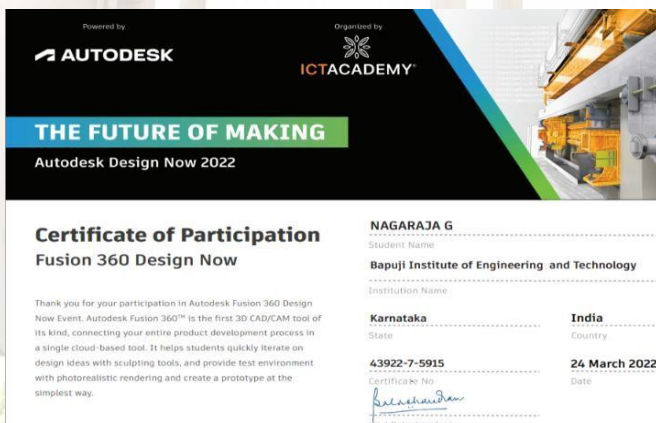 Powered by
AUTODESK
Organized by
ICTACADEMY
THE FUTURE OF MAKING
Autodesk Design Now 2022
Certificate of Participation
Fusion 360 Design Now
Thank you for your participation in Autodesk Fusion 360 Design
Now Event. Autodesk Fusion 360™ is the first 3D CAD/CAM tool of
its kind, connecting your entire product development process in
a single cloud-based tool. It helps students quickly iterate on
design ideas with sculpting tools, and provide test environment
with photorealistic rendering and create a prototype at the
simplest way.
NAGARAJA G
Student Name
Bapuji Institute of Engineering and Technology
Institution Name
Karnataka
State
India
Country
43922-7-5915
Certificate No
24 March 2022
Date